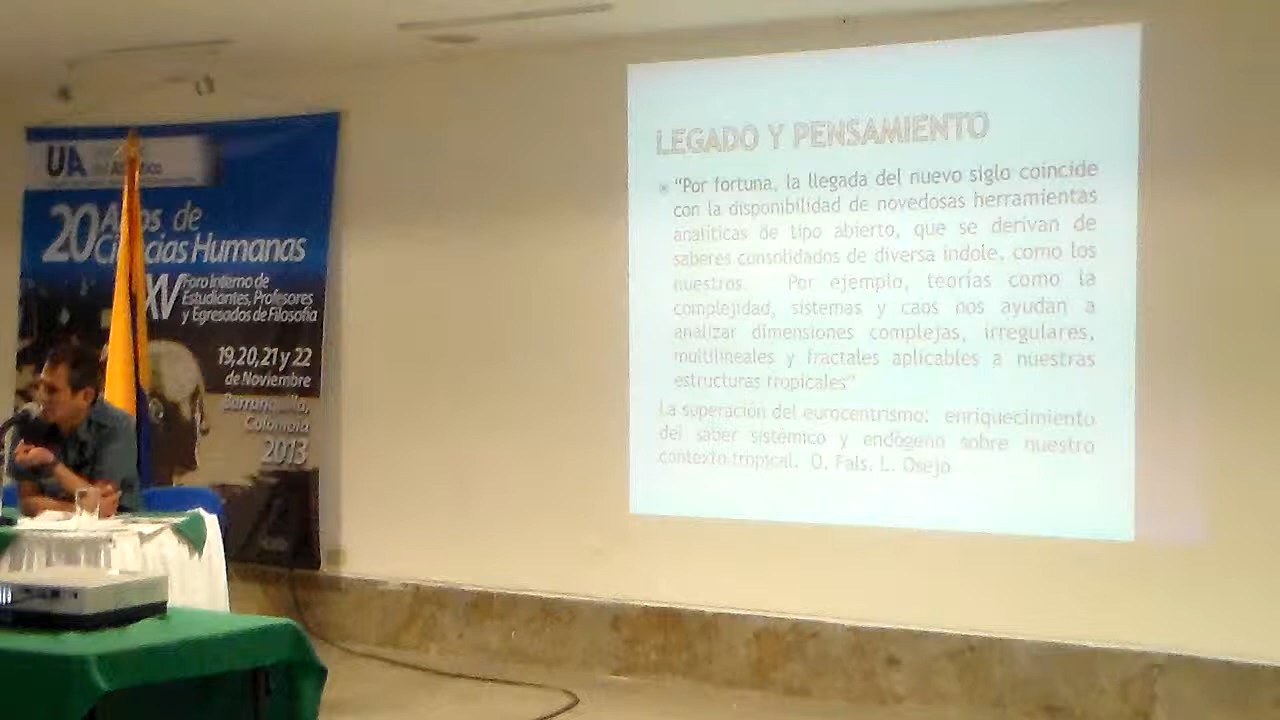 UA
del Atlántico
20 Años de
Ciencias Humanas
XV Foro Interno de
Estudiantes, Profesores
y Egresados de Filosofía
19, 20, 21 y 22
de Noviembre
Barranquilla,
Colombia
2013
LEGADO Y PENSAMIENTO
"Por fortuna, la llegada del nuevo siglo coincide
con la disponibilidad de novedosas herramientas
analíticas de tipo abierto, que se derivan de
saberes consolidados de diversa índole, como los
nuestros. Por ejemplo, teorías como la
complejidad, sistemas y caos nos ayudan a
analizar dimensiones complejas, irregulares,
multilineales y fractales aplicables a nuestras
estructuras tropicales"
La superación del eurocentrismo: enriquecimiento
del saber sistémico y endógeno sobre nuestro
contexto tropical. O. Fals. L. Osejo